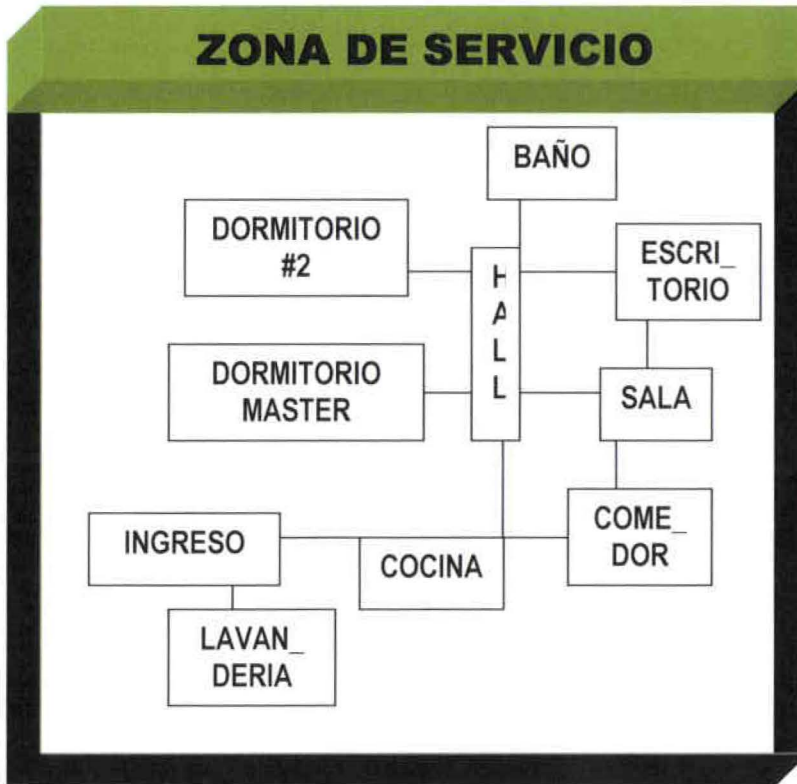 ZONA DE SERVICIO
BAÑO
DORMITORIO
#2
ESCRI_
TORIO
H
A
L
L
DORMITORIO
MASTER
SALA
INGRESO
COCINA
COME_
DOR
LAVAN_
DERIA